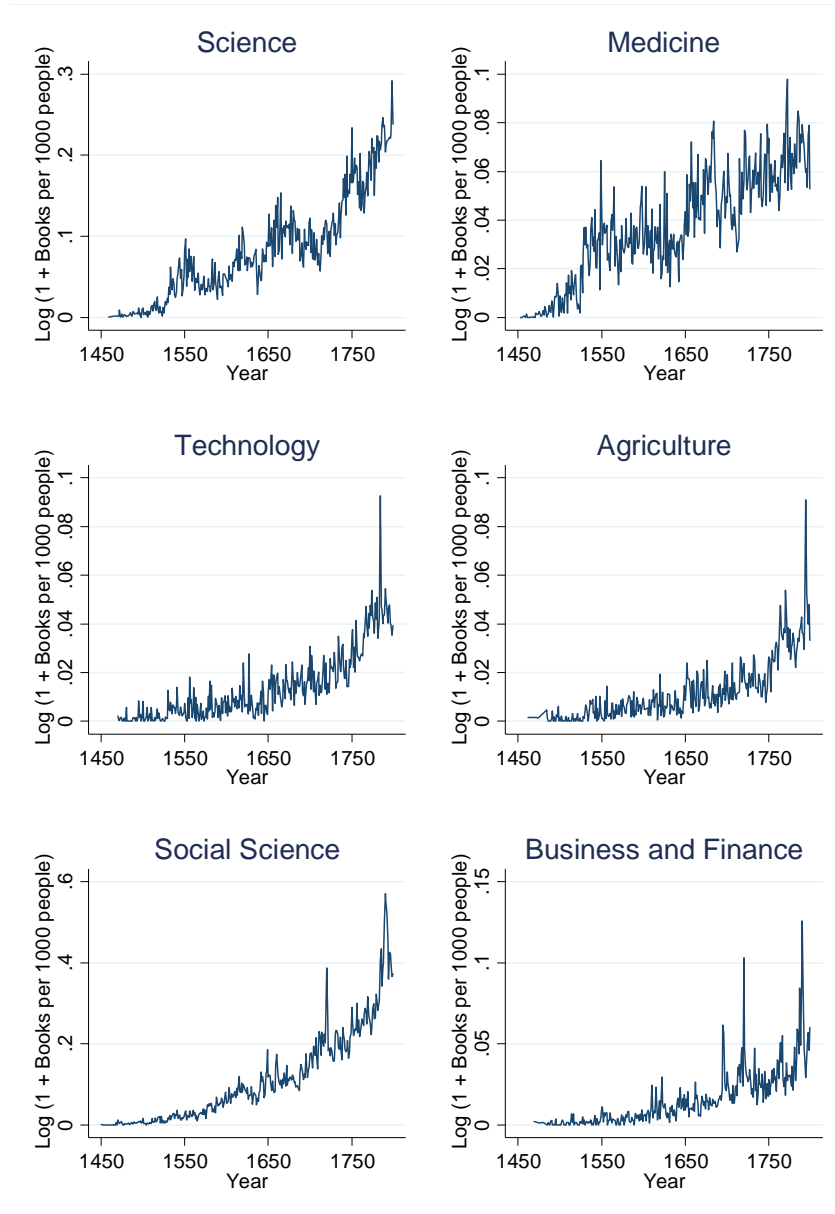 Science
Log (1 + Books per 1000 people)
0 .1 .2 .3
1450 1550 1650 1750
Year
Medicine
Log (1 + Books per 1000 people)
0 .02 .04 .06 .08 .1
1450 1550 1650 1750
Year
Technology
Log (1 + Books per 1000 people)
0 .02 .04 .06 .08 .1
1450 1550 1650 1750
Year
Agriculture
Log (1 + Books per 1000 people)
0 .02 .04 .06 .08 .1
1450 1550 1650 1750
Year
Social Science
Log (1 + Books per 1000 people)
0 .2 .4 .6
1450 1550 1650 1750
Year
Business and Finance
Log (1 + Books per 1000 people)
0 .05 .1 .15
1450 1550 1650 1750
Year